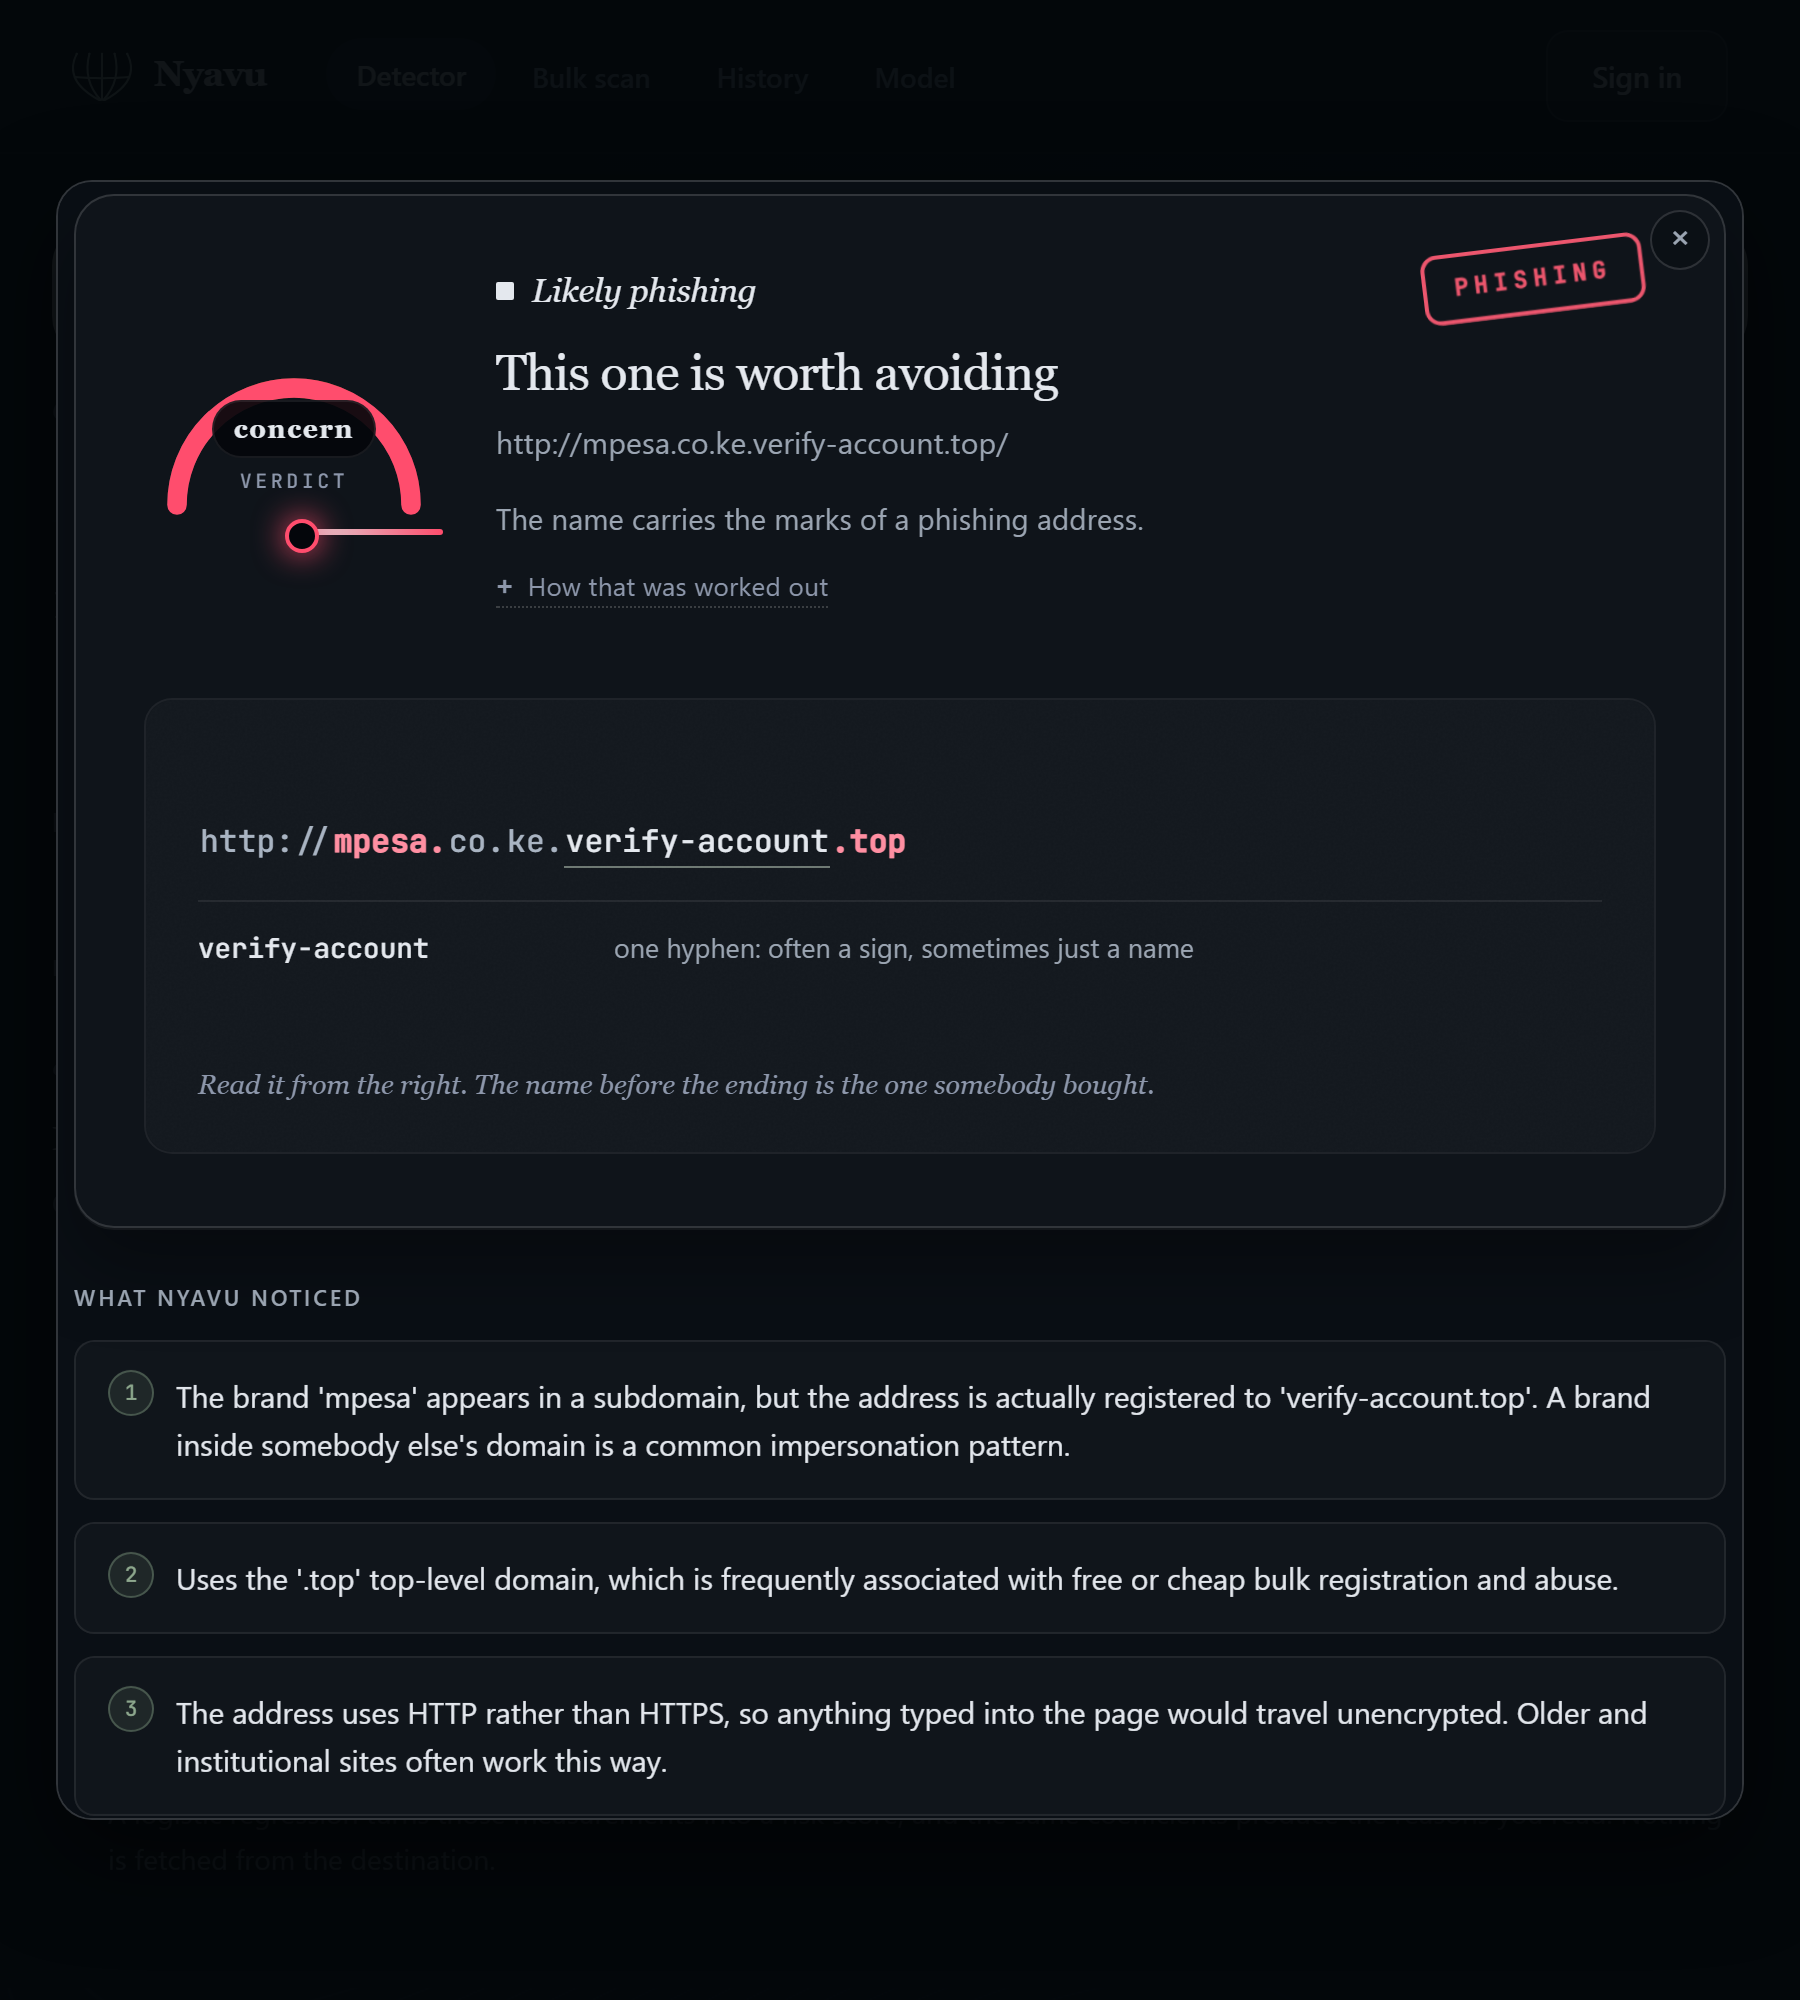 Nyavu Detector Bulk scan History Model Sign in
PHISHING
×
Likely phishing
This one is worth avoiding
http://mpesa.co.ke.verify-account.top/
The name carries the marks of a phishing address.
+ How that was worked out
concern
VERDICT
http://mpesa.co.ke.verify-account.top
verify-account one hyphen: often a sign, sometimes just a name
Read it from the right. The name before the ending is the one somebody bought.
WHAT NYAVU NOTICED
1 The brand 'mpesa' appears in a subdomain, but the address is actually registered to 'verify-account.top'. A brand
inside somebody else's domain is a common impersonation pattern.
2 Uses the '.top' top-level domain, which is frequently associated with free or cheap bulk registration and abuse.
3 The address uses HTTP rather than HTTPS, so anything typed into the page would travel unencrypted. Older and
institutional sites often work this way.
is fetched from the destination.